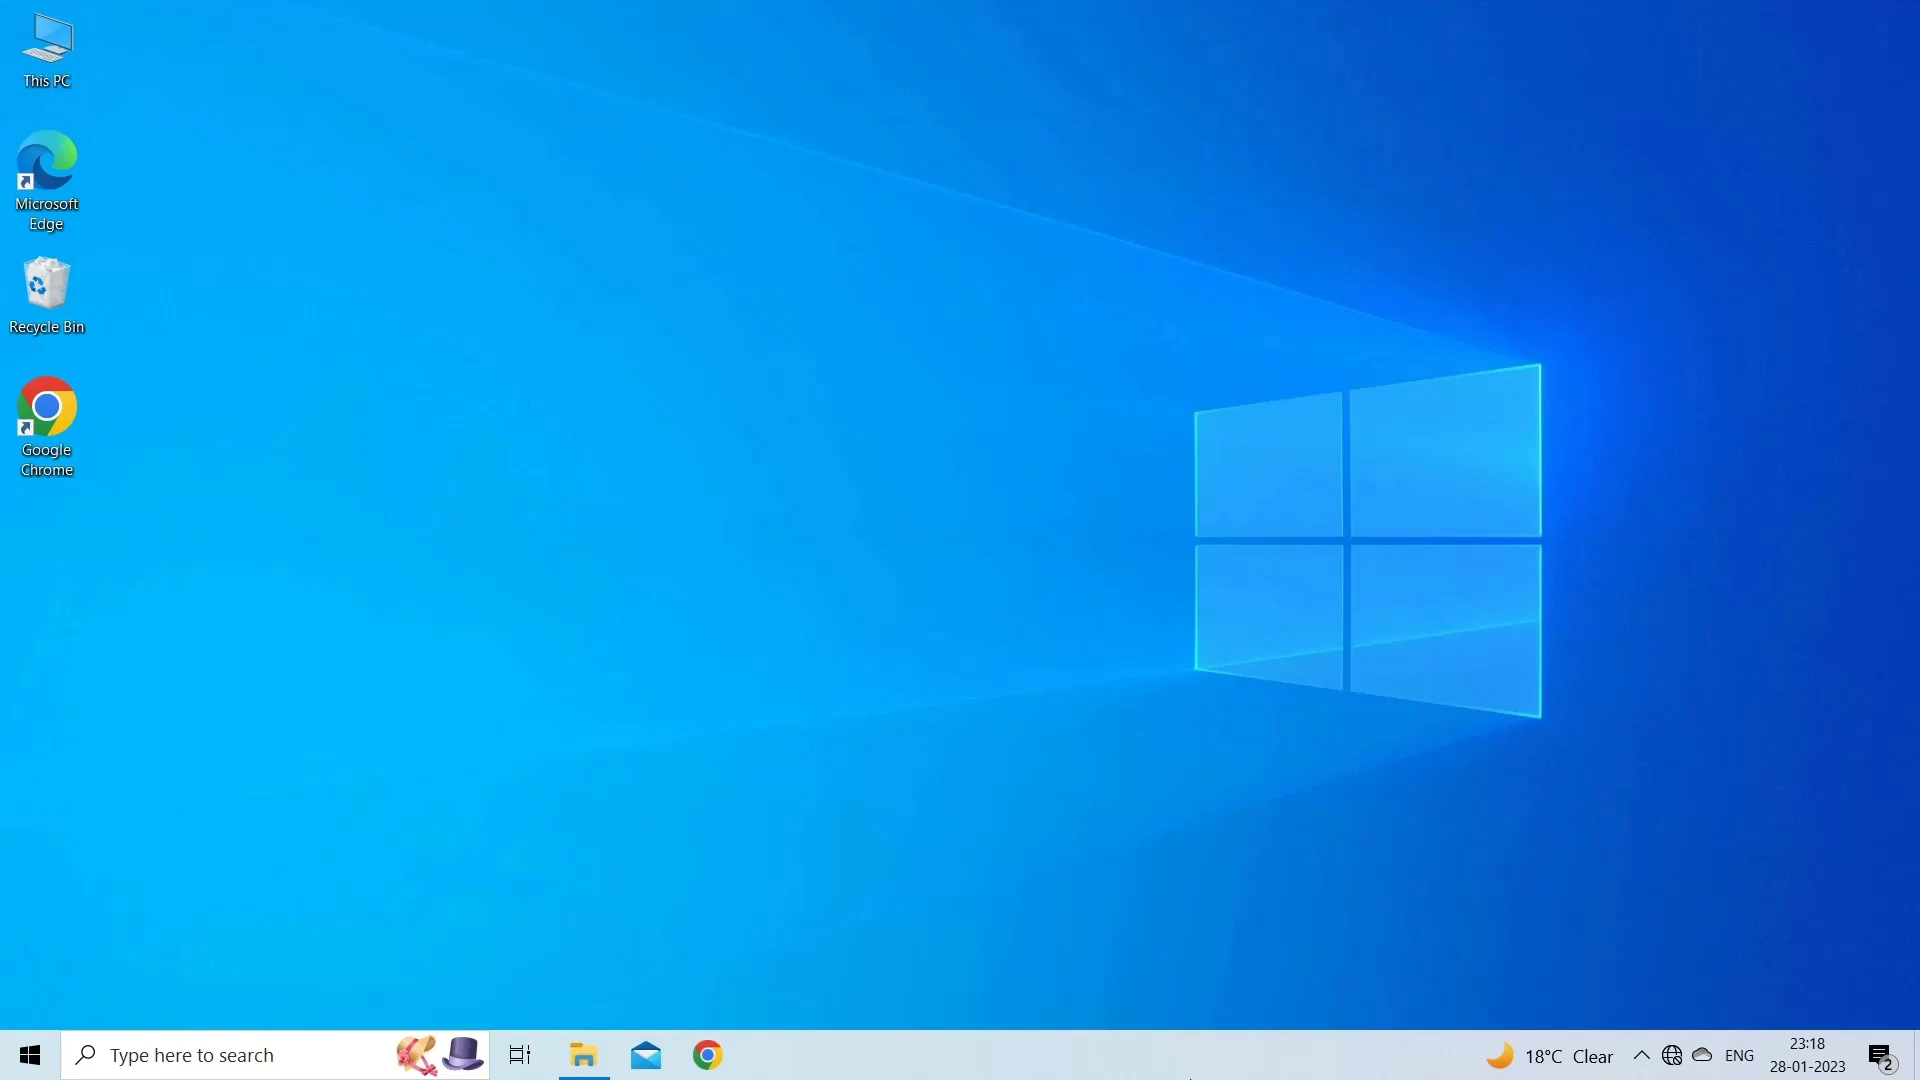 This PC
Microsoft
Edge
Recycle Bin
Google
Chrome
Type here to search
18°C Clear
ENG
23:18
28-01-2023
2